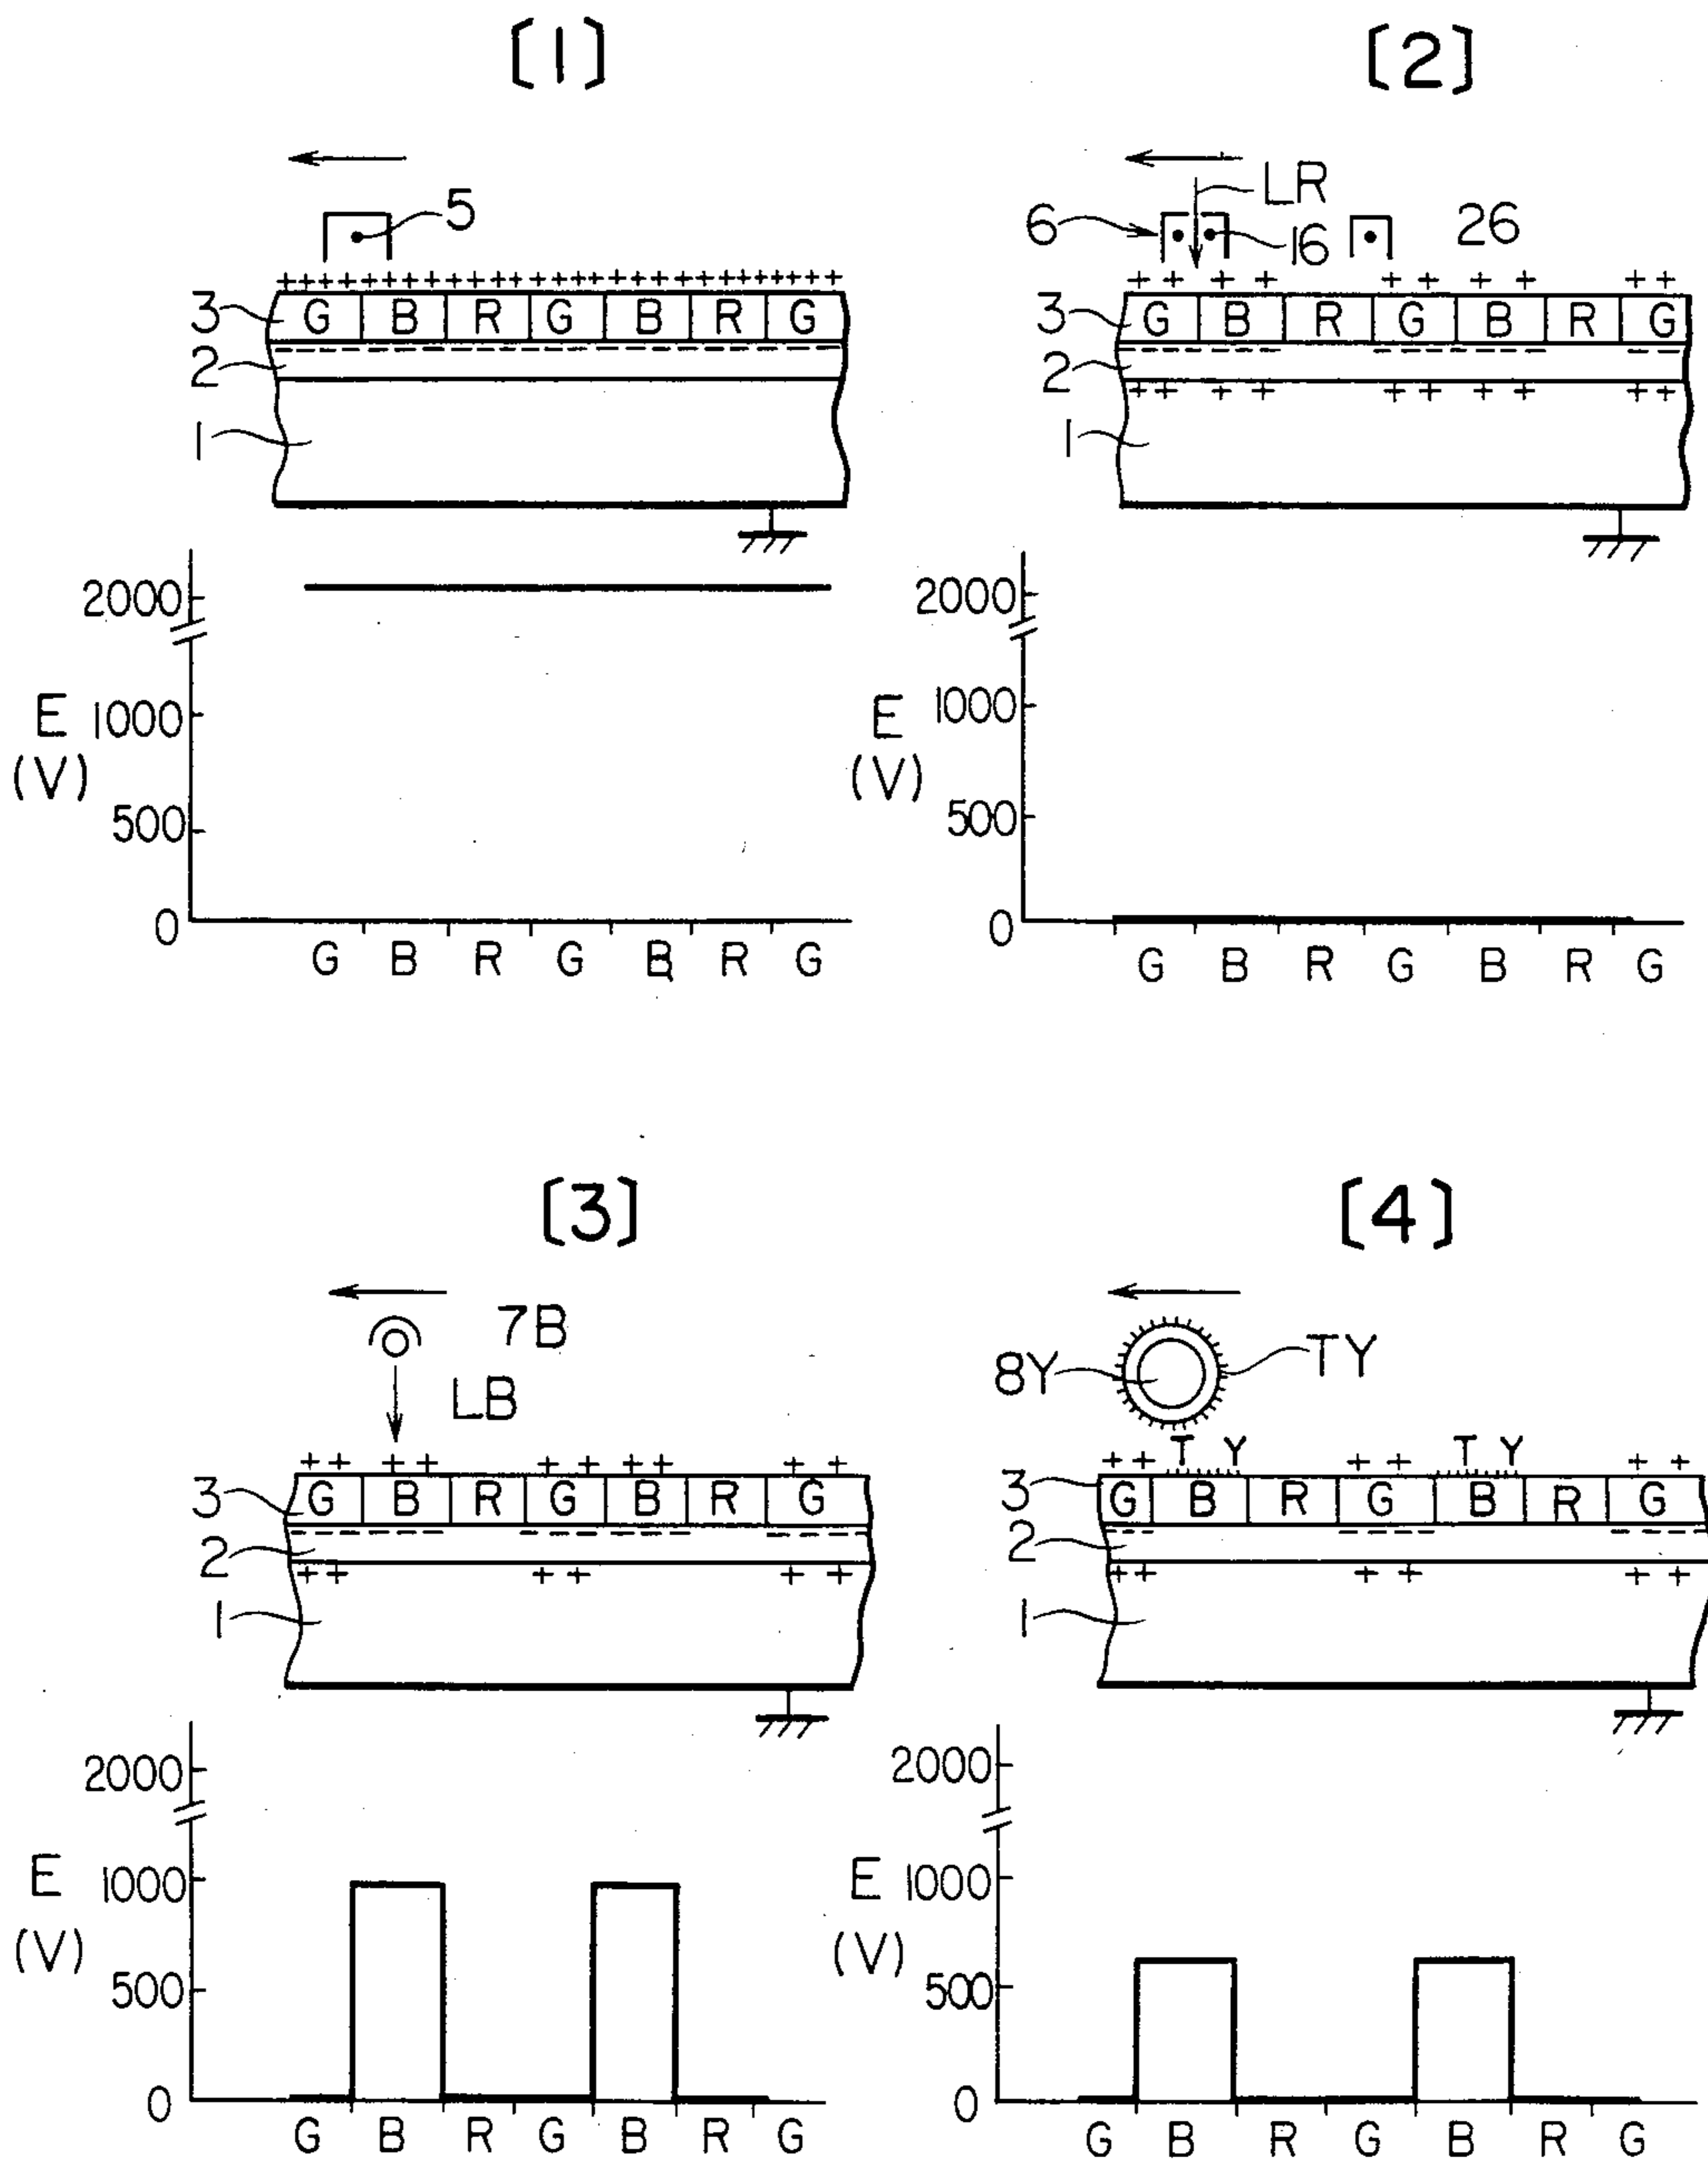 [1]
5
+++++++++++++++++++++++++++
3 G B R G B R G
2
1
2000
E 1000
(V)
500
0
G B R G B R G
[2]
LR
6 16 26
++ ++ ++ ++ ++
3 G B R G B R G
2
++ ++ ++ ++ ++
1
2000
E 1000
(V)
500
0
G B R G B R G
[3]
7B
LB
++ ++ ++ ++ ++
3 G B R G B R G
2
++ ++ ++
1
2000
E 1000
(V)
500
0
G B R G B R G
[4]
8Y TY
++ T Y ++ T Y ++
3 G B R G B R G
2
++ ++ ++
1
2000
E 1000
(V)
500
0
G B R G B R G